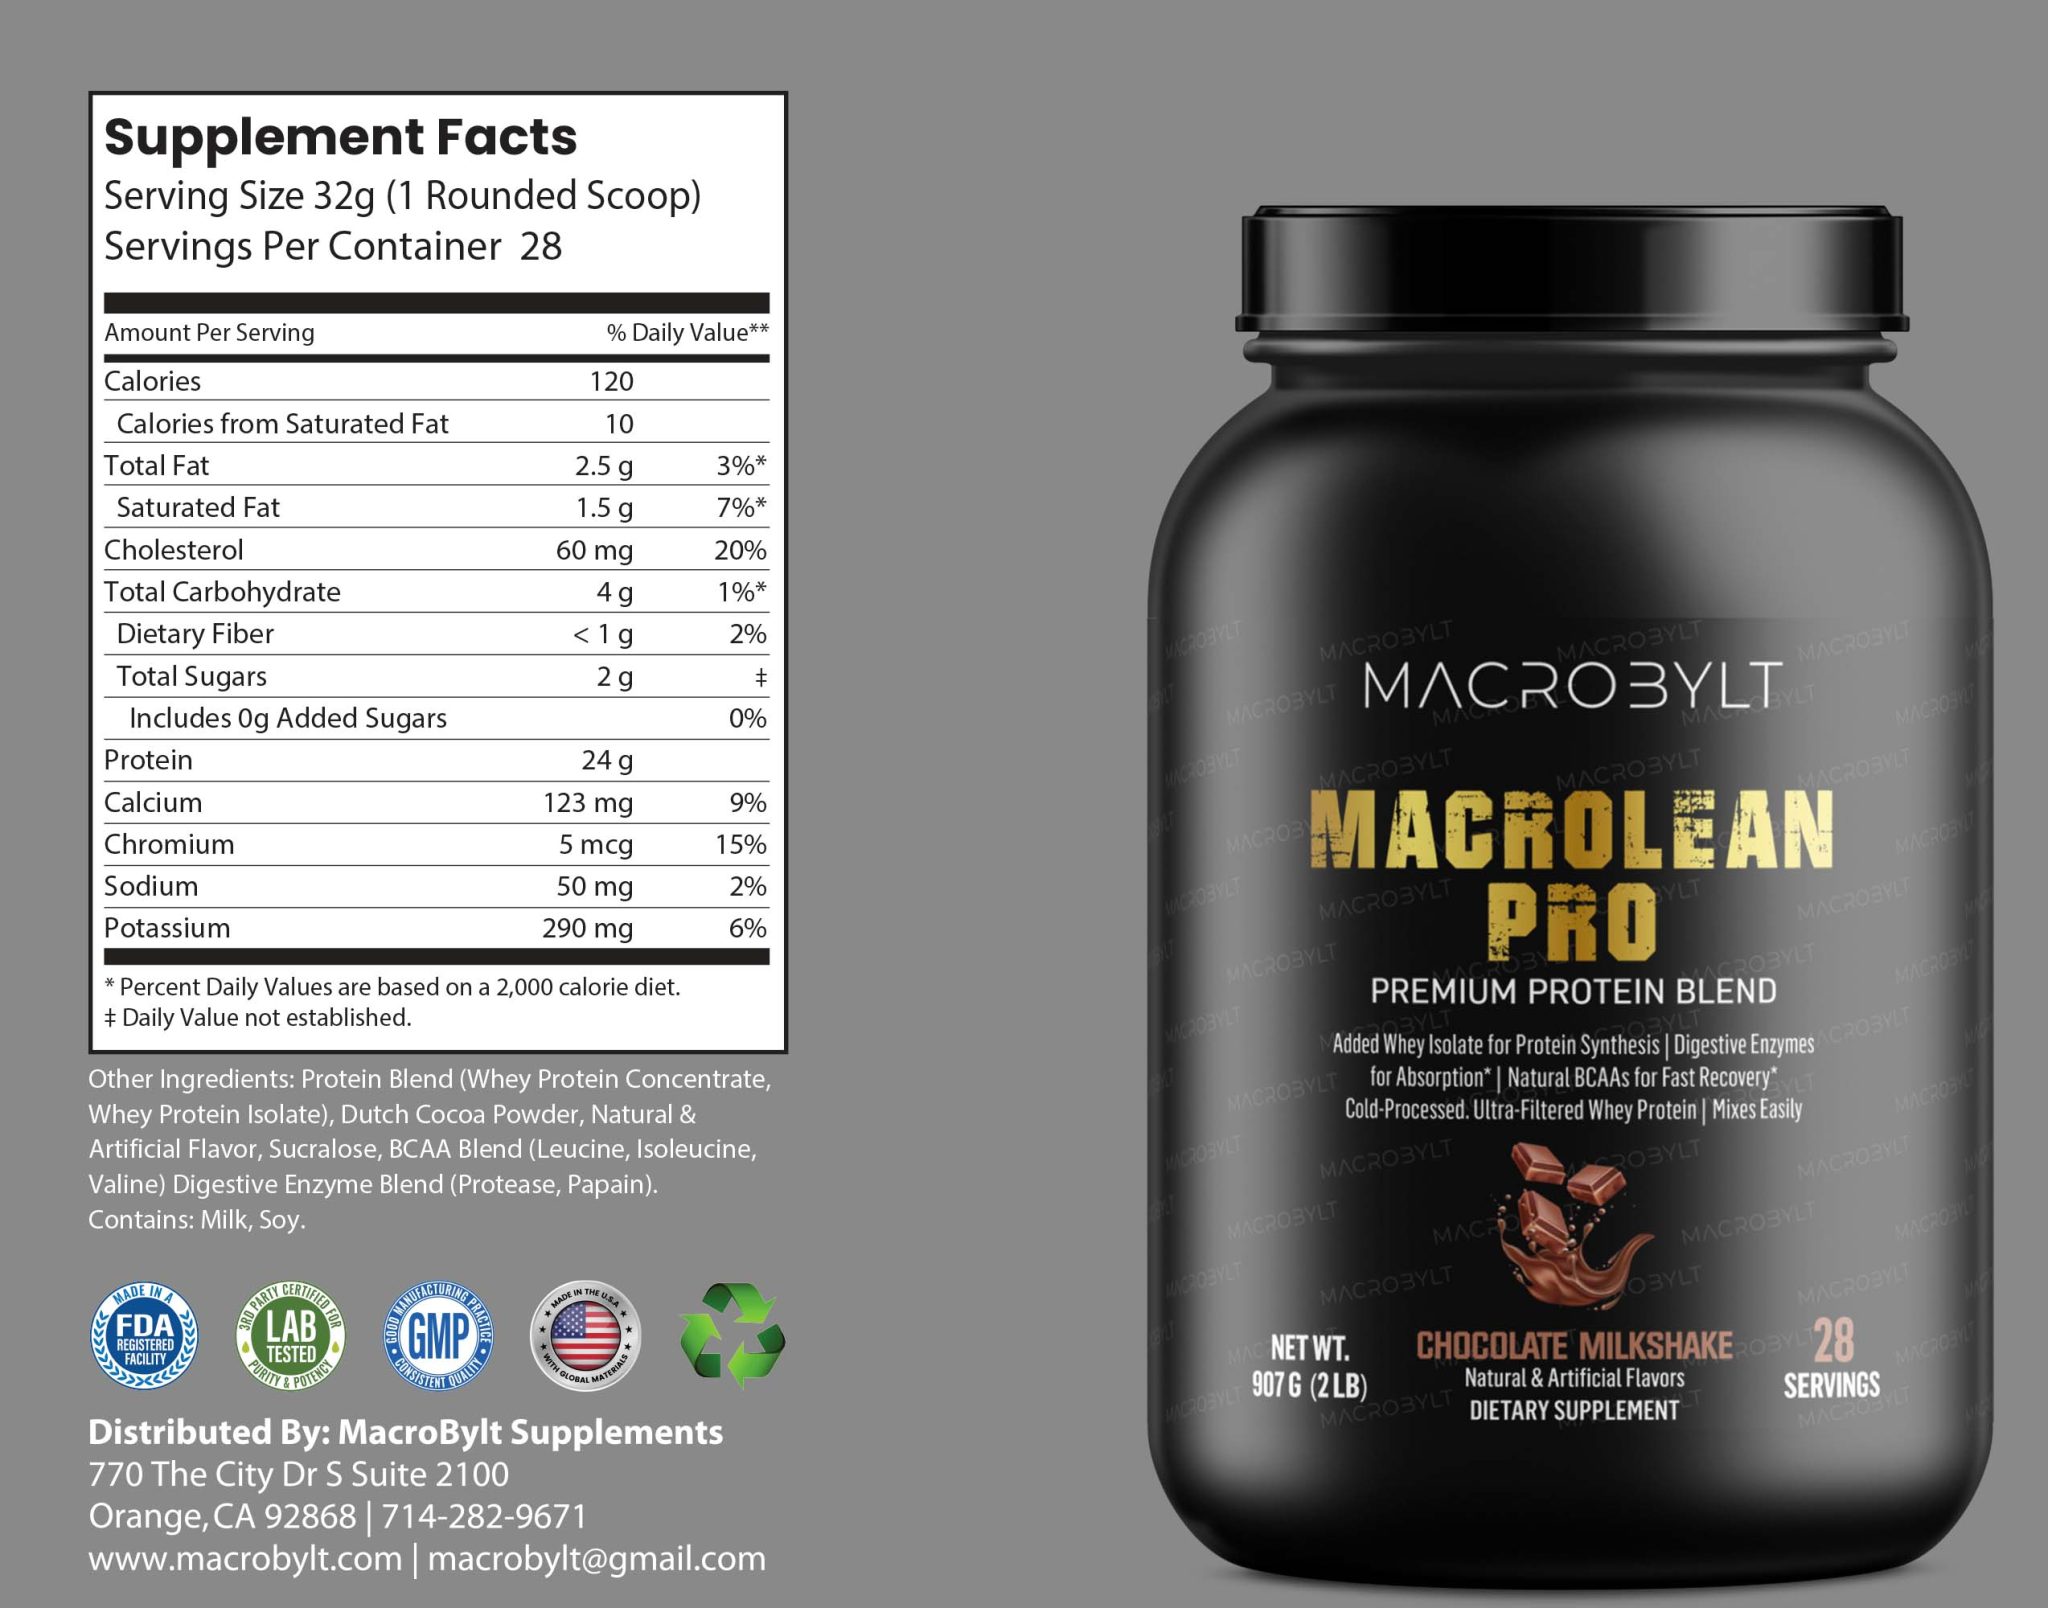 Supplement Facts
Serving Size 32g (1 Rounded Scoop)
Servings Per Container 28
Amount Per Serving % Daily Value**
Calories 120
Calories from Saturated Fat 10
Total Fat 2.5 g 3%*
Saturated Fat 1.5 g 7%*
Cholesterol 60 mg 20%
Total Carbohydrate 4 g 1%*
Dietary Fiber < 1 g 2%
Total Sugars 2 g ‡
Includes 0g Added Sugars 0%
Protein 24 g
Calcium 123 mg 9%
Chromium 5 mcg 15%
Sodium 50 mg 2%
Potassium 290 mg 6%
* Percent Daily Values are based on a 2,000 calorie diet.
‡ Daily Value not established.
Other Ingredients: Protein Blend (Whey Protein Concentrate,
Whey Protein Isolate), Dutch Cocoa Powder, Natural &
Artificial Flavor, Sucralose, BCAA Blend (Leucine, Isoleucine,
Valine) Digestive Enzyme Blend (Protease, Papain).
Contains: Milk, Soy.
MADE IN A
FDA
REGISTERED
FACILITY
3RD PARTY CERTIFIED FOR
LAB
TESTED
PURITY & POTENCY
GOOD MANUFACTURING PRACTICE
GMP
CONSISTENT QUALITY
MADE IN THE U.S.A
WITH GLOBAL MATERIALS
Distributed By: MacroBylt Supplements
770 The City Dr S Suite 2100
Orange, CA 92868 | 714-282-9671
www.macrobylt.com | macrobylt@gmail.com
MACROBYLT
MACROLEAN
PRO
PREMIUM PROTEIN BLEND
Added Whey Isolate for Protein Synthesis | Digestive Enzymes
for Absorption* | Natural BCAAs for Fast Recovery*
Cold-Processed. Ultra-Filtered Whey Protein | Mixes Easily
NET WT.
907 G (2 LB)
CHOCOLATE MILKSHAKE
Natural & Artificial Flavors
DIETARY SUPPLEMENT
28
SERVINGS